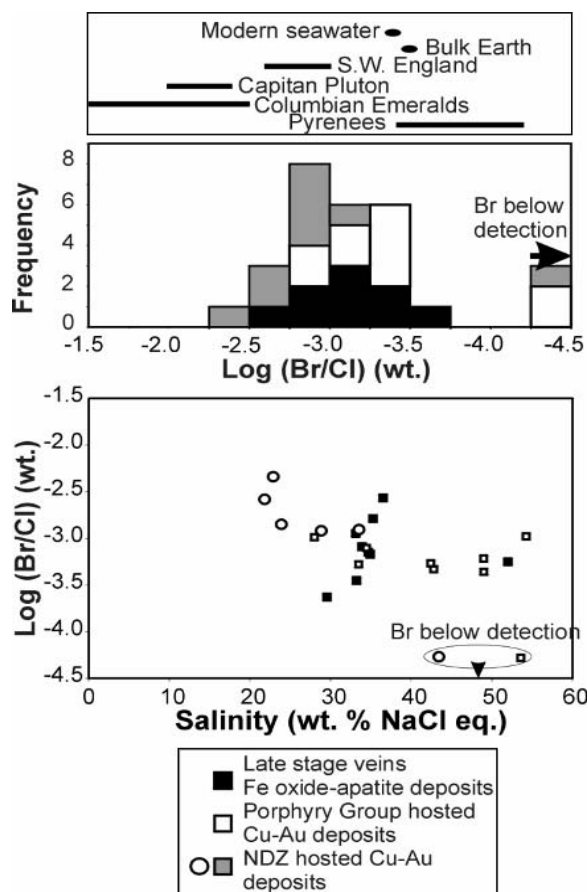 Modern seawater
Bulk Earth
S.W. England
Capitan Pluton
Columbian Emeralds
Pyrenees
8
6
4
2
0
Frequency
Br below
detection
-1.5 -2.0 -2.5 -3.0 -3.5 -4.0 -4.5
Log (Br/Cl) (wt.)
-1.5
-2.0
-2.5
-3.0
-3.5
-4.0
-4.5
Log (Br/Cl) (wt.)
Br below detection
0 10 20 30 40 50 60
Salinity (wt. % NaCl eq.)
Late stage veins
Fe oxide-apatite deposits
Porphyry Group hosted
Cu-Au deposits
NDZ hosted Cu-Au
deposits